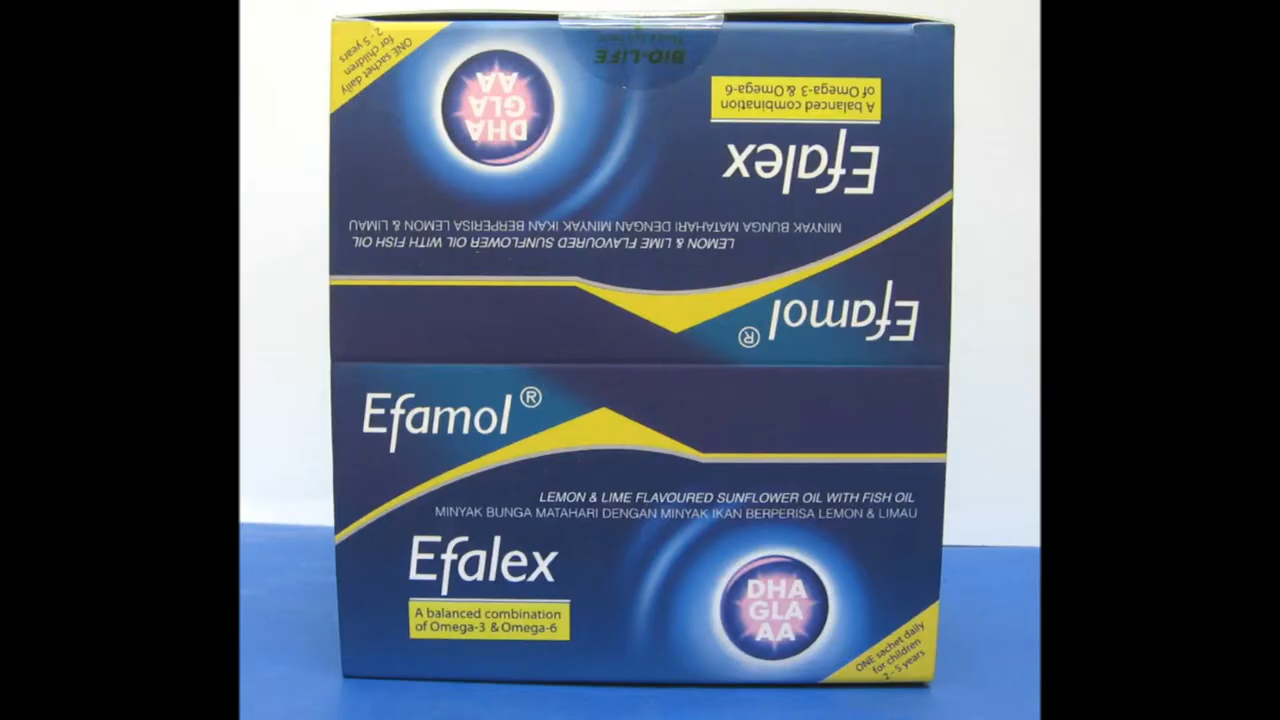 BIO-LIFE
ONE sachet daily
for children
2 - 5 years
DHA
GLA
AA
Efalex
A balanced combination
of Omega-3 & Omega-6
LEMON & LIME FLAVOURED SUNFLOWER OIL WITH FISH OIL
MINYAK BUNGA MATAHARI DENGAN MINYAK IKAN BERPERISA LEMON & LIMAU
Efamol®
Efamol®
LEMON & LIME FLAVOURED SUNFLOWER OIL WITH FISH OIL
MINYAK BUNGA MATAHARI DENGAN MINYAK IKAN BERPERISA LEMON & LIMAU
Efalex
A balanced combination
of Omega-3 & Omega-6
DHA
GLA
AA
ONE sachet daily
for children
2 - 5 years